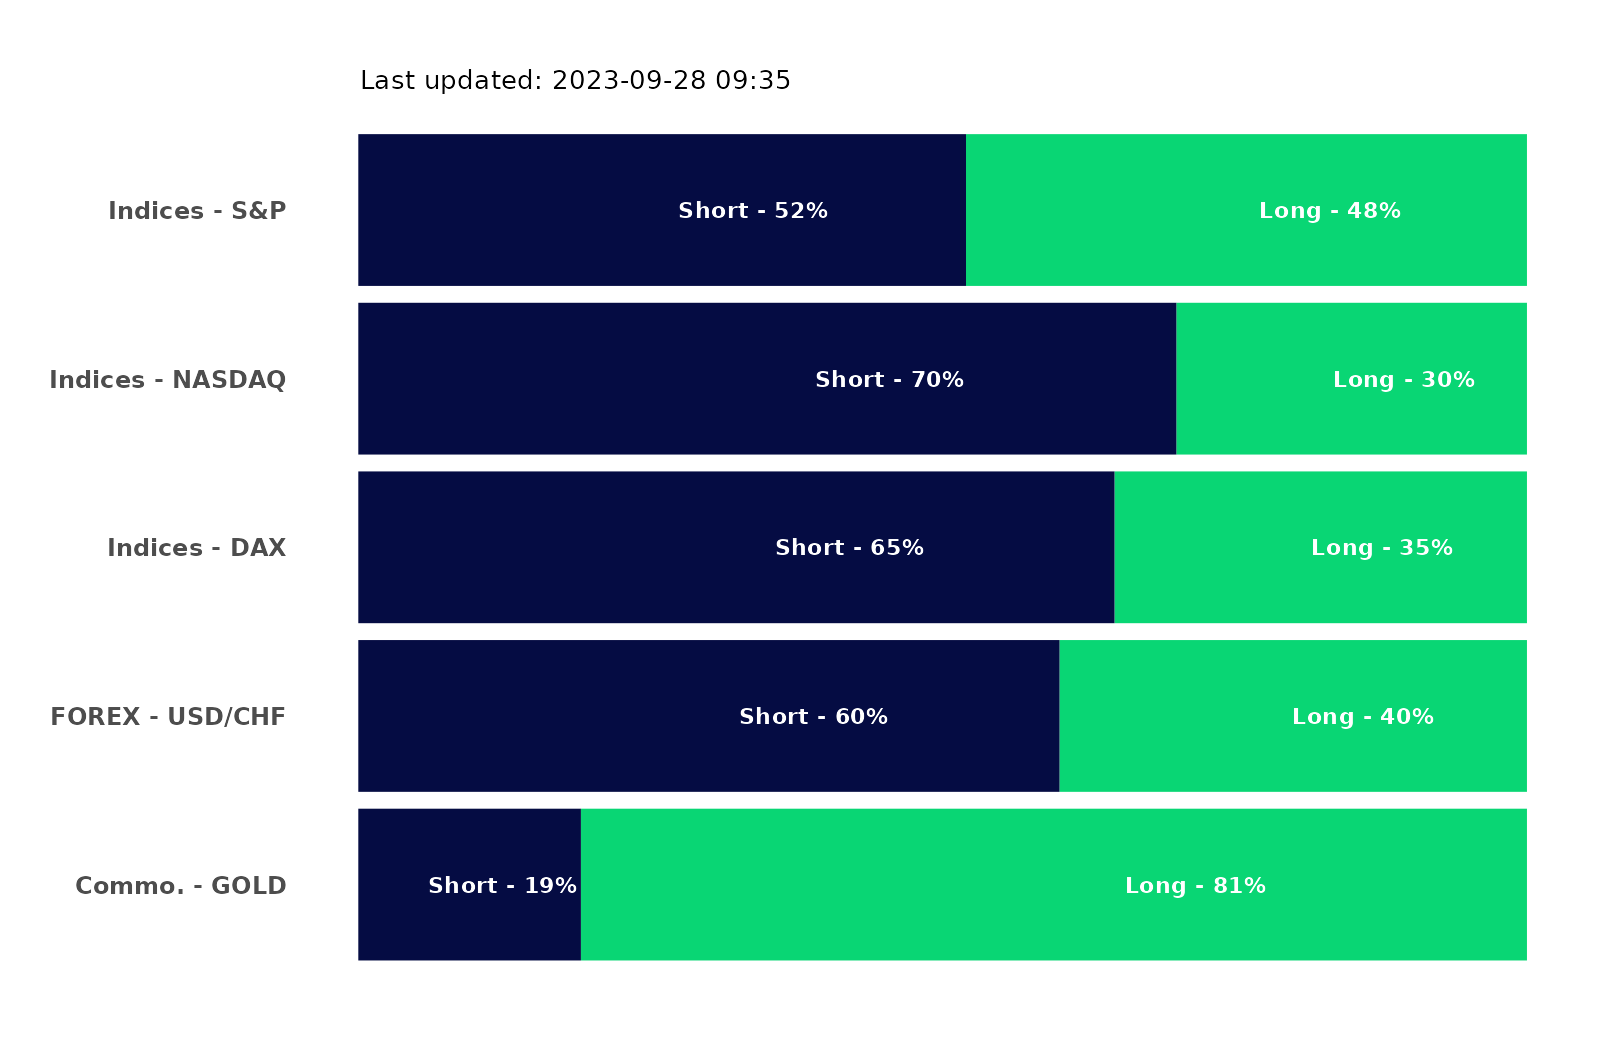 Last updated: 2023-09-28 09:35
Indices - S&P
Short - 52%
Long - 48%
Indices - NASDAQ
Short - 70%
Long - 30%
Indices - DAX
Short - 65%
Long - 35%
FOREX - USD/CHF
Short - 60%
Long - 40%
Commo. - GOLD
Short - 19%
Long - 81%